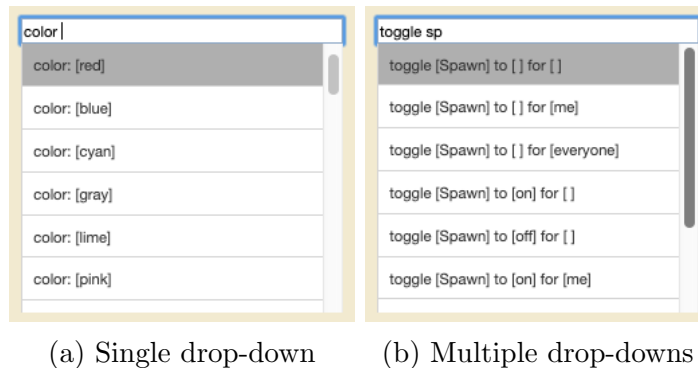 color
color: [red]
color: [blue]
color: [cyan]
color: [gray]
color: [lime]
color: [pink]
(a) Single drop-down
toggle sp
toggle [Spawn] to [ ] for [ ]
toggle [Spawn] to [ ] for [me]
toggle [Spawn] to [ ] for [everyone]
toggle [Spawn] to [on] for [ ]
toggle [Spawn] to [off] for [ ]
toggle [Spawn] to [on] for [me]
(b) Multiple drop-downs